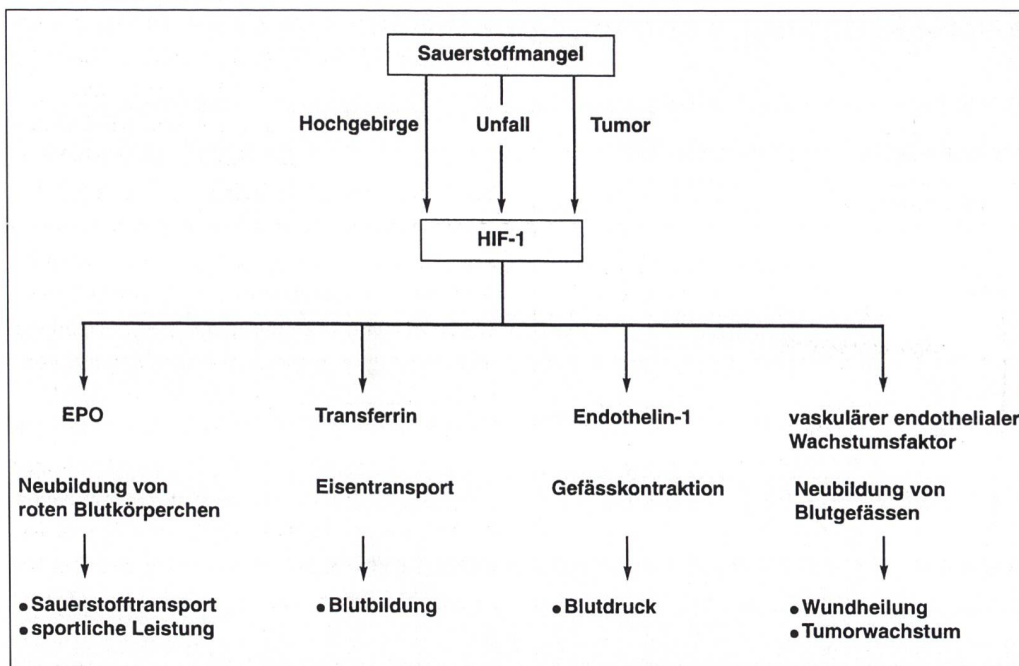 Sauerstoffmangel
Hochgebirge
Unfall
Tumor
HIF-1
EPO
Transferrin
Endothelin-1
vaskulärer endothelialer
Wachstumsfaktor
Neubildung von
roten Blutkörperchen
Eisentransport
Gefässkontraktion
Neubildung von
Blutgefässen
• Sauerstofftransport
• sportliche Leistung
• Blutbildung
• Blutdruck
• Wundheilung
• Tumorwachstum